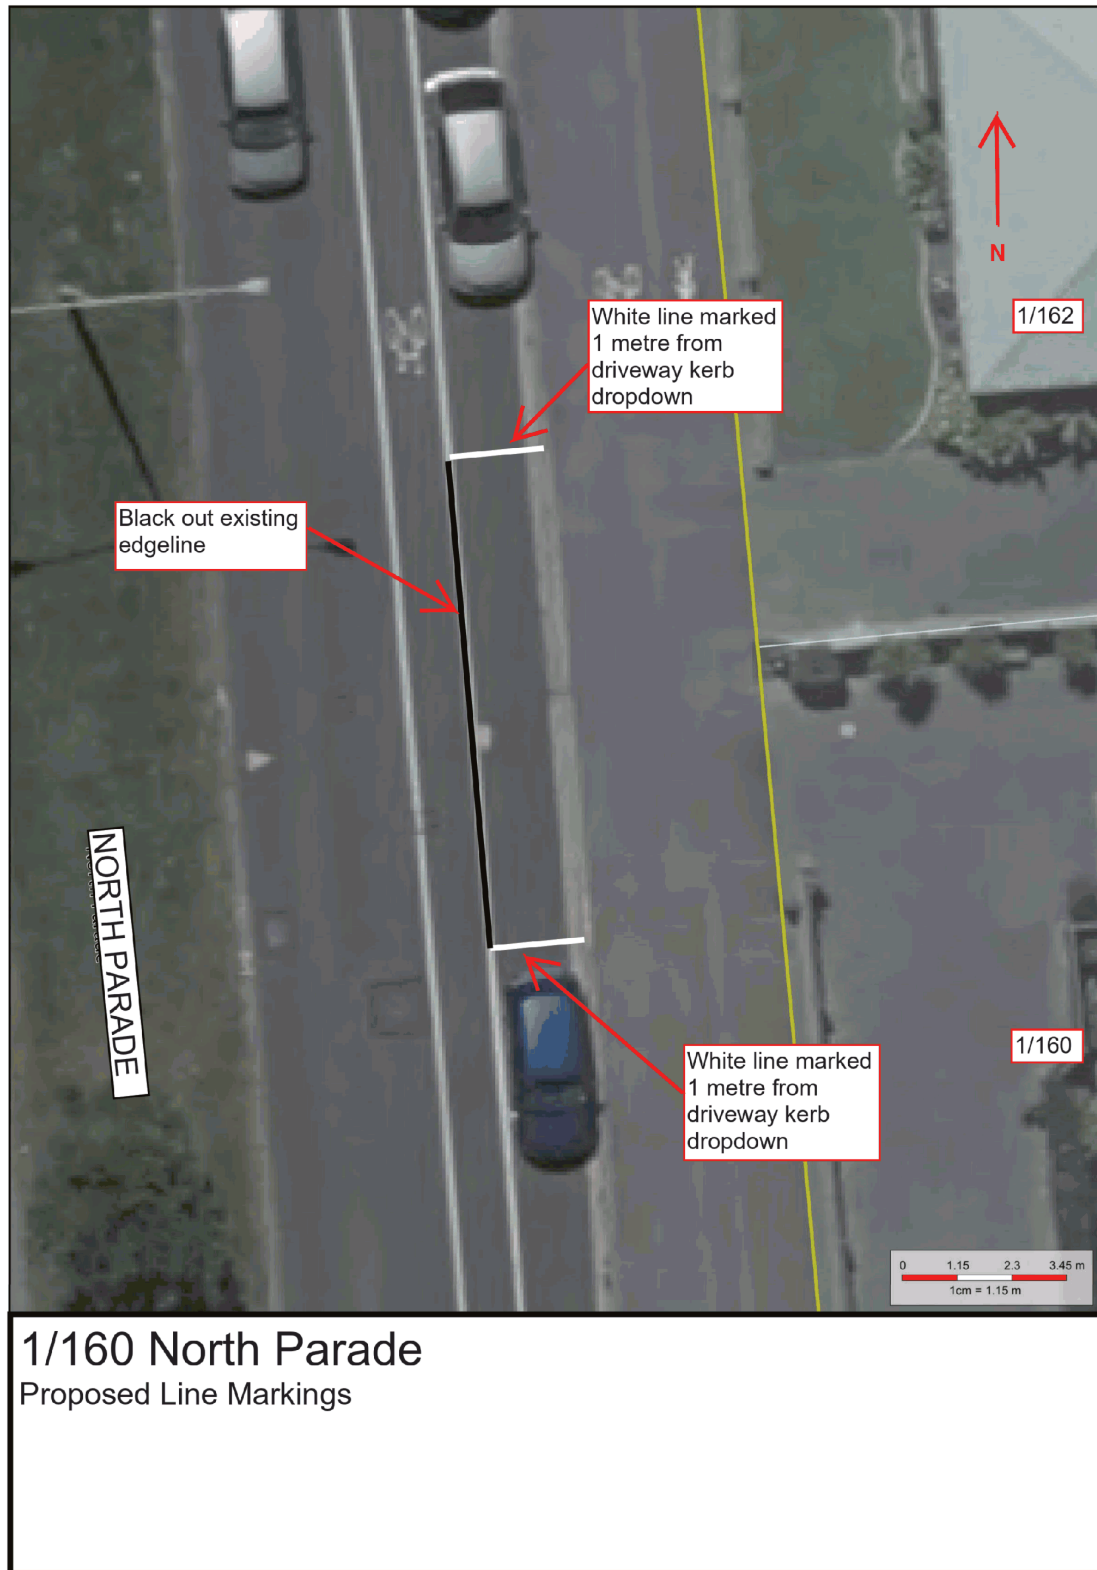 N
1/162
White line marked
1 metre from
driveway kerb
dropdown
Black out existing
edgeline
NORTH PARADE
1/160
White line marked
1 metre from
driveway kerb
dropdown
0 1.15 2.3 3.45 m
1cm = 1.15 m
1/160 North Parade
Proposed Line Markings